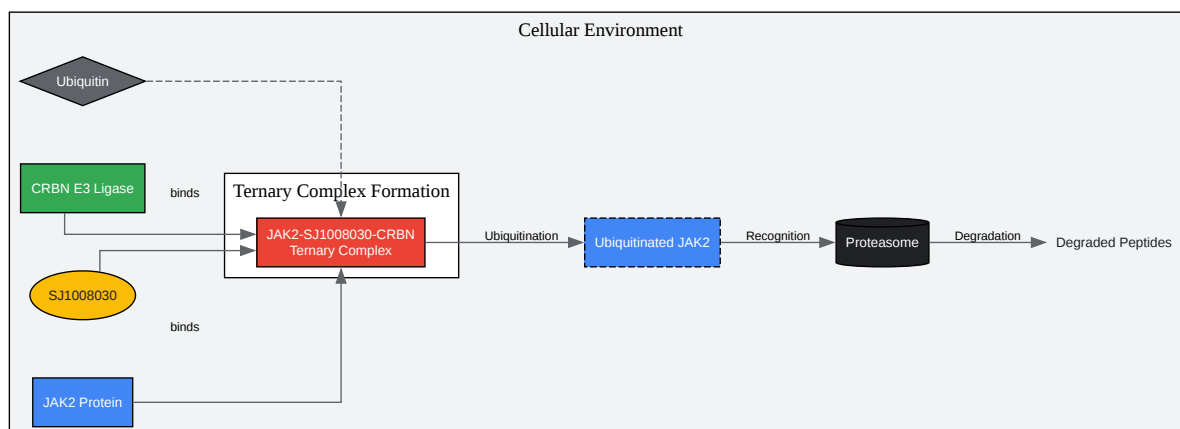 Cellular Environment
Ubiquitin
CRBN E3 Ligase
binds
Ternary Complex Formation
JAK2-SJ1008030-CRBN
Ternary Complex
Ubiquitination
Ubiquitinated JAK2
Recognition
Proteasome
Degradation
Degraded Peptides
SJ1008030
binds
JAK2 Protein